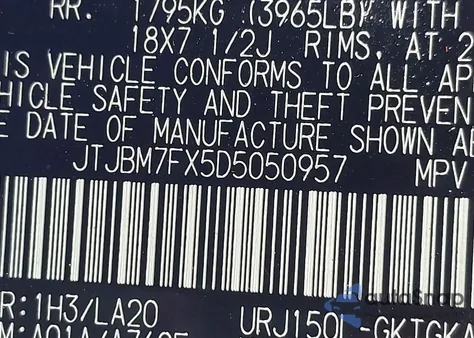 RR. 1795KG (3965LB) WITH
18X7 1/2J RIMS, AT 2
IS VEHICLE CONFORMS TO ALL AP
HICLE SAFETY AND THEFT PREVEN
E DATE OF MANUFACTURE SHOWN A
JTJBM7FX5D5050957 MPV
R:1H3/LA20
URJ150L-GKTGKA
autoSnap